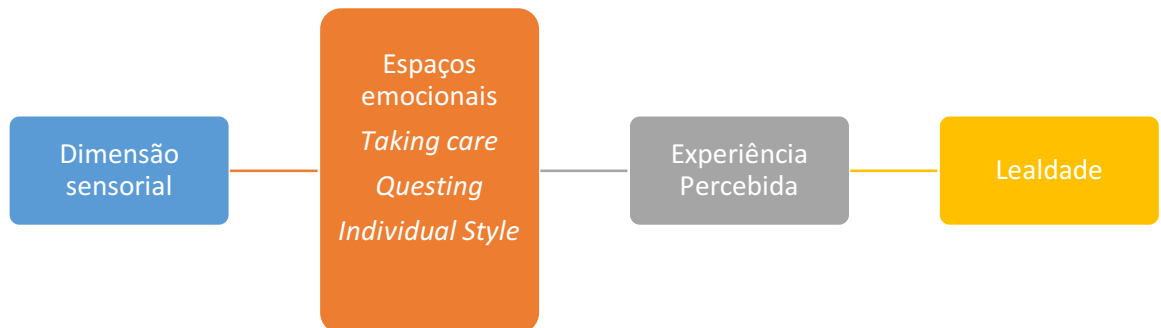 Dimensão
sensorial
Espaços
emocionais
Taking care
Questing
Individual Style
Experiência
Percebida
Lealdade